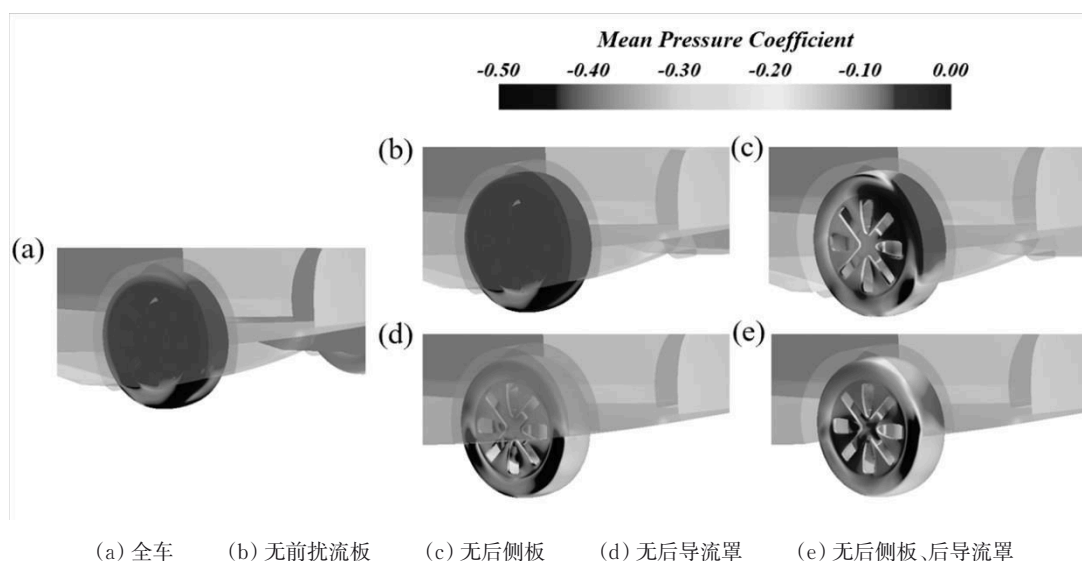 Mean Pressure Coefficient
-0.50 -0.40 -0.30 -0.20 -0.10 0.00
(b) (c)
(a)
(d) (e)
(a) 全车 (b) 无前扰流板 (c) 无后侧板 (d) 无后导流罩 (e) 无后侧板、后导流罩